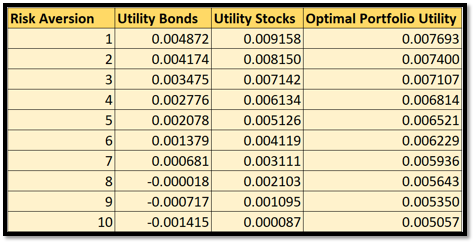 Risk Aversion Utility Bonds Utility Stocks Optimal Portfolio Utility
1 0.004872 0.009158 0.007693
2 0.004174 0.008150 0.007400
3 0.003475 0.007142 0.007107
4 0.002776 0.006134 0.006814
5 0.002078 0.005126 0.006521
6 0.001379 0.004119 0.006229
7 0.000681 0.003111 0.005936
8 -0.000018 0.002103 0.005643
9 -0.000717 0.001095 0.005350
10 -0.001415 0.000087 0.005057